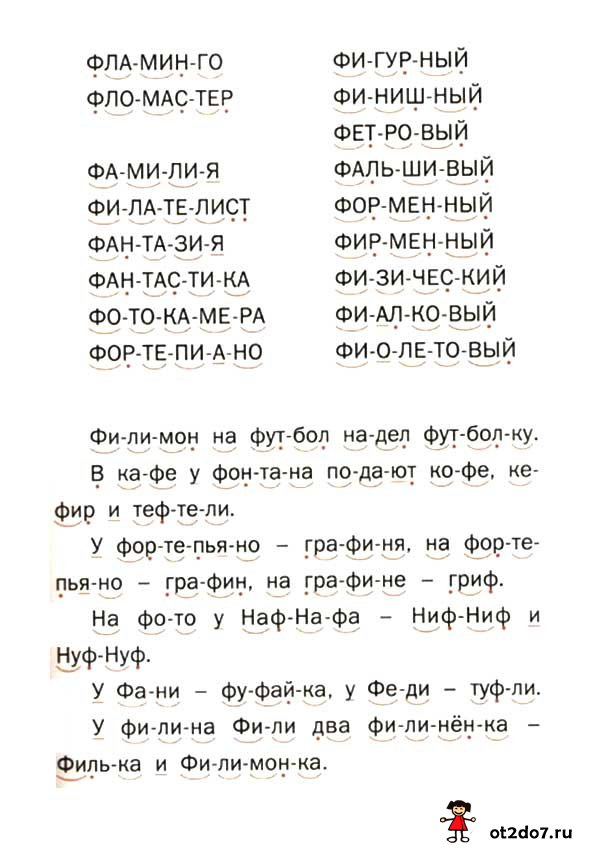 ФЛА-МИН-ГО
ФЛО-МАС-ТЕР
ФА-МИ-ЛИ-Я
ФИ-ЛА-ТЕ-ЛИСТ
ФАН-ТА-ЗИ-Я
ФАН-ТАС-ТИ-КА
ФО-ТО-КА-МЕ-РА
ФОР-ТЕ-ПИ-А-НО
ФИ-ГУР-НЫЙ
ФИ-НИШ-НЫЙ
ФЕТ-РО-ВЫЙ
ФАЛЬ-ШИ-ВЫЙ
ФОР-МЕН-НЫЙ
ФИР-МЕН-НЫЙ
ФИ-ЗИ-ЧЕС-КИЙ
ФИ-АЛ-КО-ВЫЙ
ФИ-О-ЛЕ-ТО-ВЫЙ
Фи-ли-мон на фут-бол на-дел фут-бол-ку.
В ка-фе у фон-та-на по-да-ют ко-фе, ке-
фир и теф-те-ли.
У фор-те-пья-но – гра-фи-ня, на фор-те-
пья-но – гра-фин, на гра-фи-не – гриф.
На фо-то у Наф-На-фа – Ниф-Ниф и
Нуф-Нуф.
У Фа-ни – фу-фай-ка, у Фе-ди – туф-ли.
У фи-ли-на Фи-ли два фи-ли-нён-ка –
Филь-ка и Фи-ли-мон-ка.
ot2do7.ru